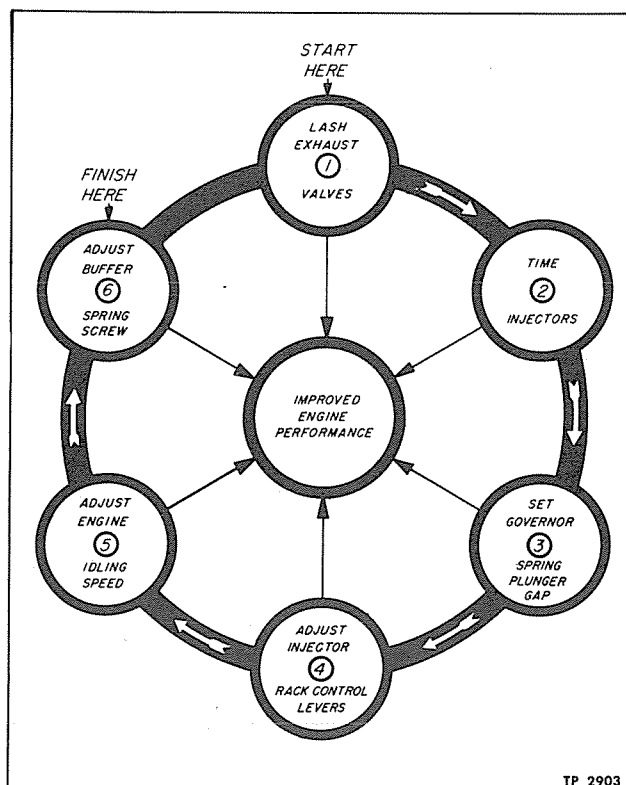 START
HERE
LASH
EXHAUST
1
VALVES
TIME
2
INJECTORS
SET
GOVERNOR
3
SPRING
PLUNGER
GAP
ADJUST
INJECTOR
4
RACK CONTROL
LEVERS
ADJUST
ENGINE
5
IDLING
SPEED
FINISH
HERE
ADJUST
BUFFER
6
SPRING
SCREW
IMPROVED
ENGINE
PERFORMANCE
TP 2903